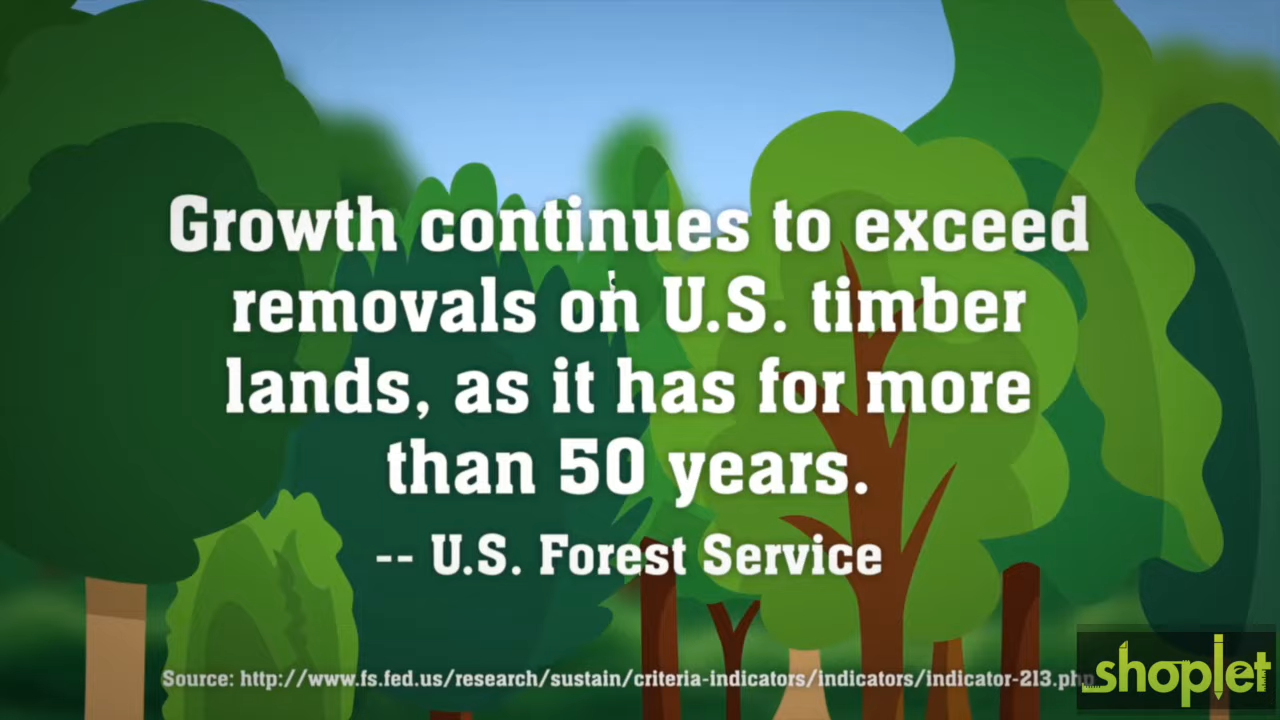 Growth continues to exceed
removals on U.S. timber
lands, as it has for more
than 50 years.
-- U.S. Forest Service
Source: http://www.fs.fed.us/research/sustain/criteria-indicators/indicators/indicator-213.php
shoplet